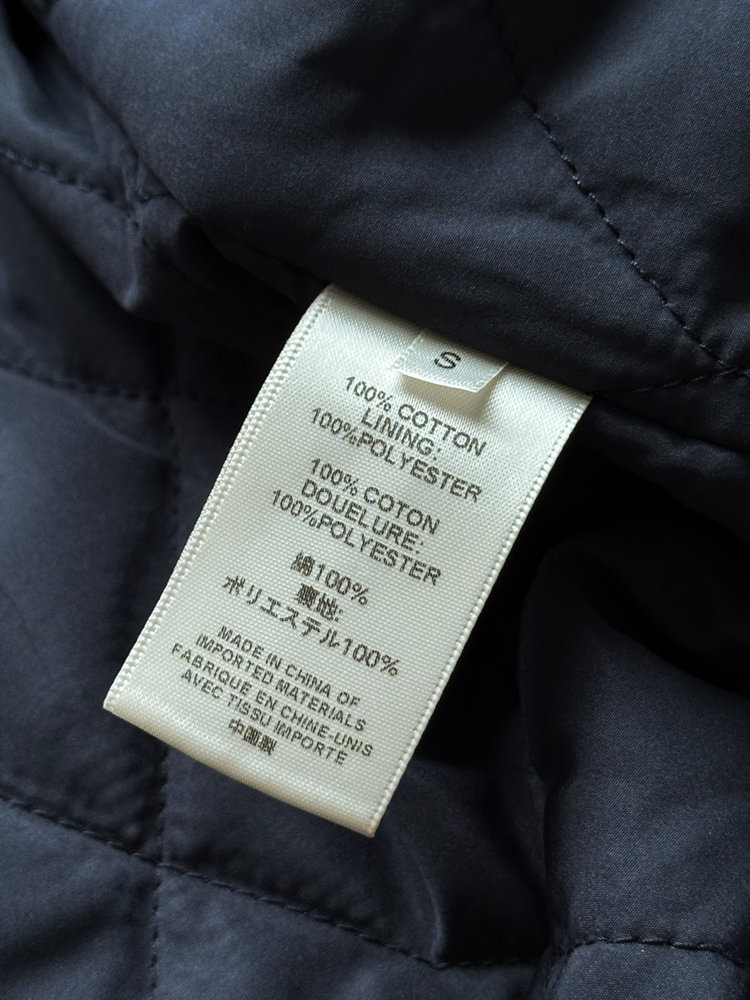 S
100% COTTON
LINING:
100%POLYESTER
100% COTON
DOUELURE:
100%POLYESTER
綿100%
裏地:
ポリエステル100%
MADE IN CHINA OF
IMPORTED MATERIALS
FABRIQUE EN CHINE-UNIS
AVEC TISSU IMPORTE
中国製